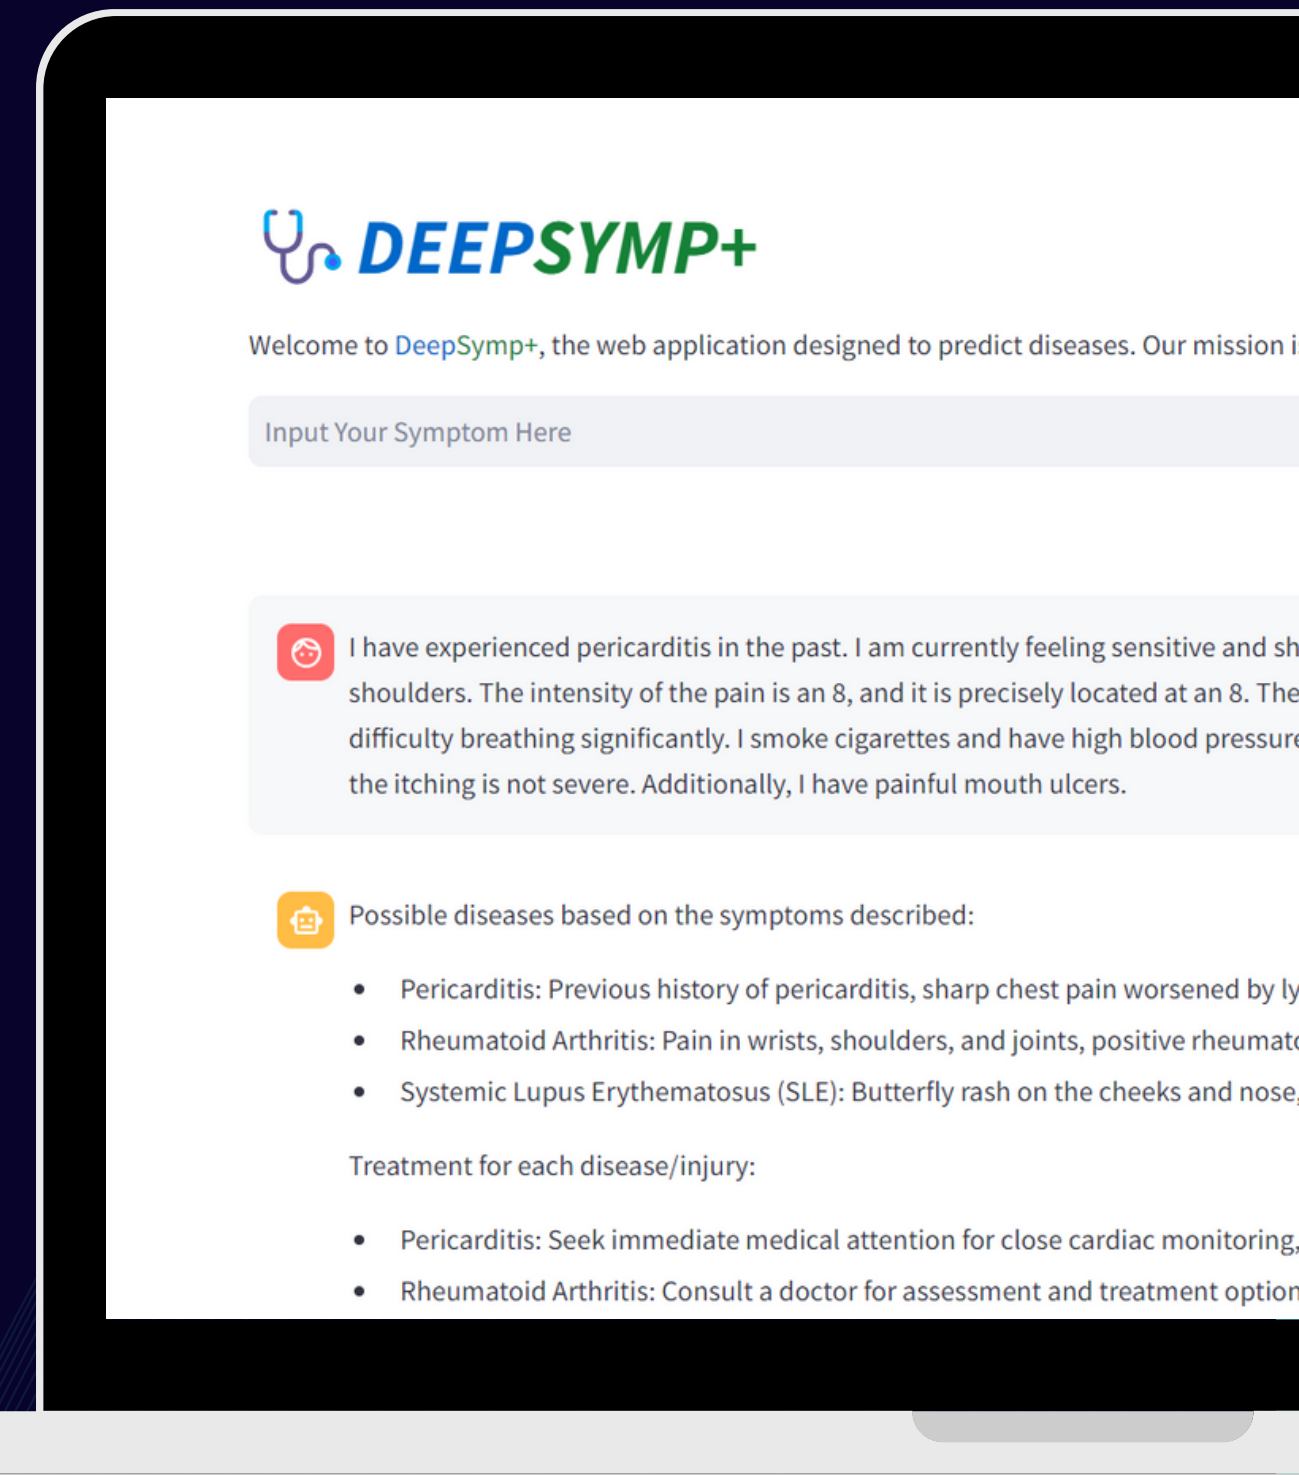 DEEPSYMP+
Welcome to DeepSymp+, the web application designed to predict diseases. Our mission
Input Your Symptom Here
I have experienced pericarditis in the past. I am currently feeling sensitive and
shoulders. The intensity of the pain is an 8, and it is precisely located at an 8. The
difficulty breathing significantly. I smoke cigarettes and have high blood pressure
the itching is not severe. Additionally, I have painful mouth ulcers.
Possible diseases based on the symptoms described:
• Pericarditis: Previous history of pericarditis, sharp chest pain worsened by
• Rheumatoid Arthritis: Pain in wrists, shoulders, and joints, positive
• Systemic Lupus Erythematosus (SLE): Butterfly rash on the cheeks and nose,
Treatment for each disease/injury:
• Pericarditis: Seek immediate medical attention for close cardiac monitoring,
• Rheumatoid Arthritis: Consult a doctor for assessment and treatment option